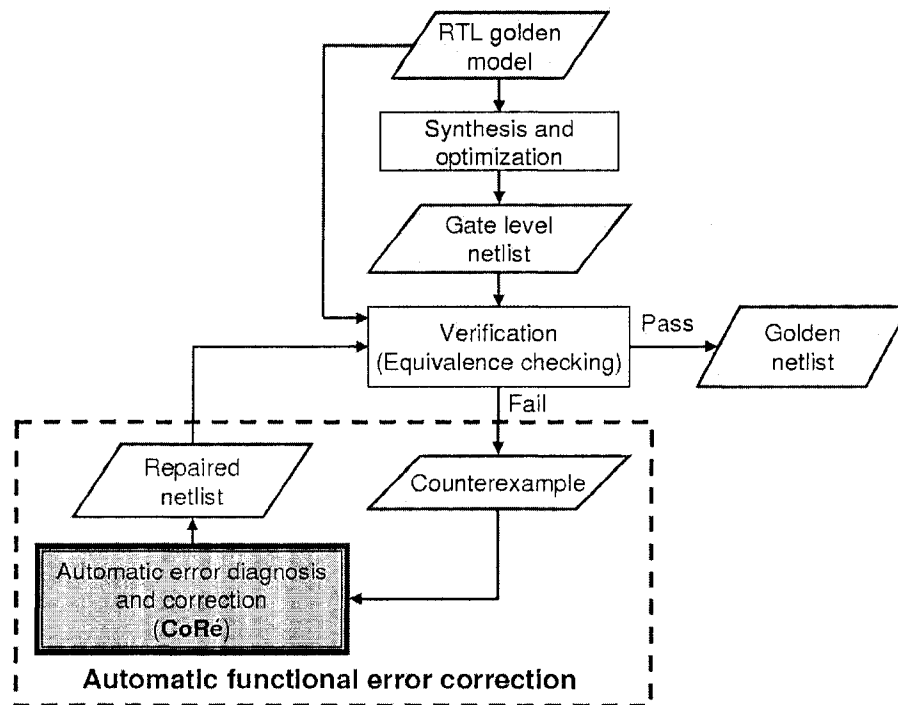 RTL golden
model
Synthesis and
optimization
Gate level
netlist
Verification
(Equivalence checking)
Pass
Golden
netlist
Fail
Repaired
netlist
Counterexample
Automatic error diagnosis
and correction
(CoRé)
Automatic functional error correction